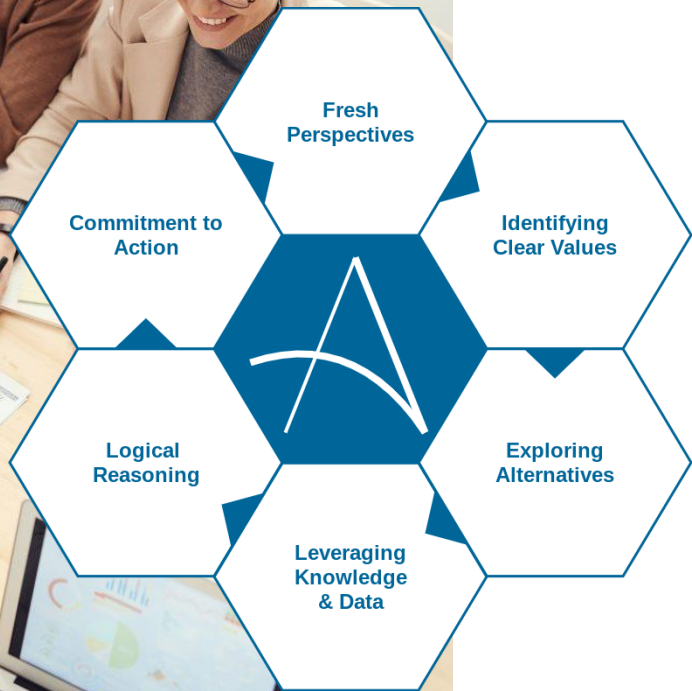 Fresh
Perspectives
Identifying
Clear Values
Exploring
Alternatives
Leveraging
Knowledge
& Data
Logical
Reasoning
Commitment to
Action